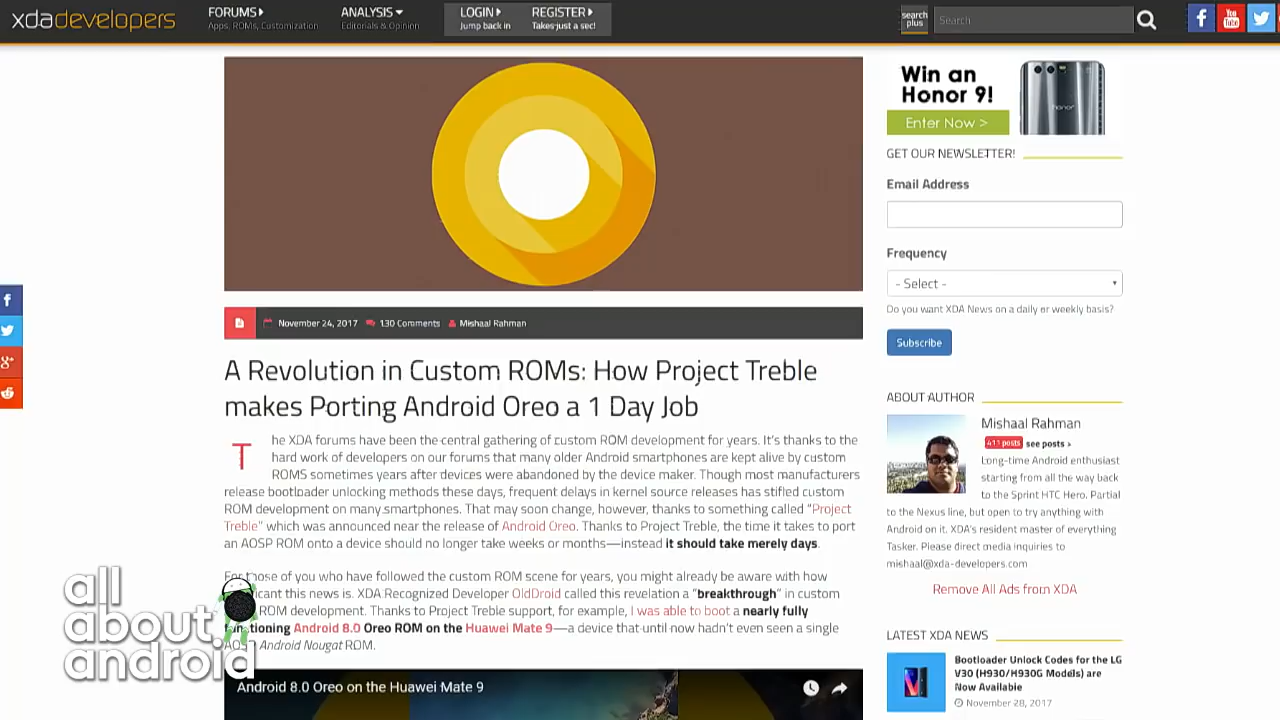 xdadevelopers
FORUMS
Apps, ROMs, Customization
ANALYSIS
Editorials & Opinion
LOGIN
Jump back in
REGISTER
Takes just a sec!
search
plus
Search
f
You
Tube
Win an
Honor 9!
honor
Enter Now >
GET OUR NEWSLETTER!
Email Address
Frequency
- Select -
Do you want XDA News on a daily or weekly basis?
Subscribe
f
g+
November 24, 2017 130 Comments Mishaal Rahman
A Revolution in Custom ROMs: How Project Treble
makes Porting Android Oreo a 1 Day Job
The XDA forums have been the central gathering of custom ROM development for years. It's thanks to the
hard work of developers on our forums that many older Android smartphones are kept alive by custom
ROMS sometimes years after devices were abandoned by the device maker. Though most manufacturers
release bootloader unlocking methods these days, frequent delays in kernel source releases has stifled custom
ROM development on many smartphones. That may soon change, however, thanks to something called "Project
Treble" which was announced near the release of Android Oreo. Thanks to Project Treble, the time it takes to port
an AOSP ROM onto a device should no longer take weeks or months—instead it should take merely days.
For those of you who have followed the custom ROM scene for years, you might already be aware with how
icant this news is. XDA Recognized Developer OldDroid called this revelation a "breakthrough" in custom
ROM development. Thanks to Project Treble support, for example, I was able to boot a nearly fully
functioning Android 8.0 Oreo ROM on the Huawei Mate 9—a device that until now hadn't even seen a single
AOSP Android Nougat ROM.
Android 8.0 Oreo on the Huawei Mate 9
ABOUT AUTHOR
Mishaal Rahman
411 posts see posts >
Long-time Android enthusiast
starting from all the way back
to the Sprint HTC Hero. Partial
to the Nexus line, but open to try anything with
Android on it. XDA's resident master of everything
Tasker. Please direct media inquiries to
mishaal@xda-developers.com
Remove All Ads from XDA
LATEST XDA NEWS
Bootloader Unlock Codes for the LG
V30 (H930/H930G Models) are
Now Available
November 28, 2017
all
about
android